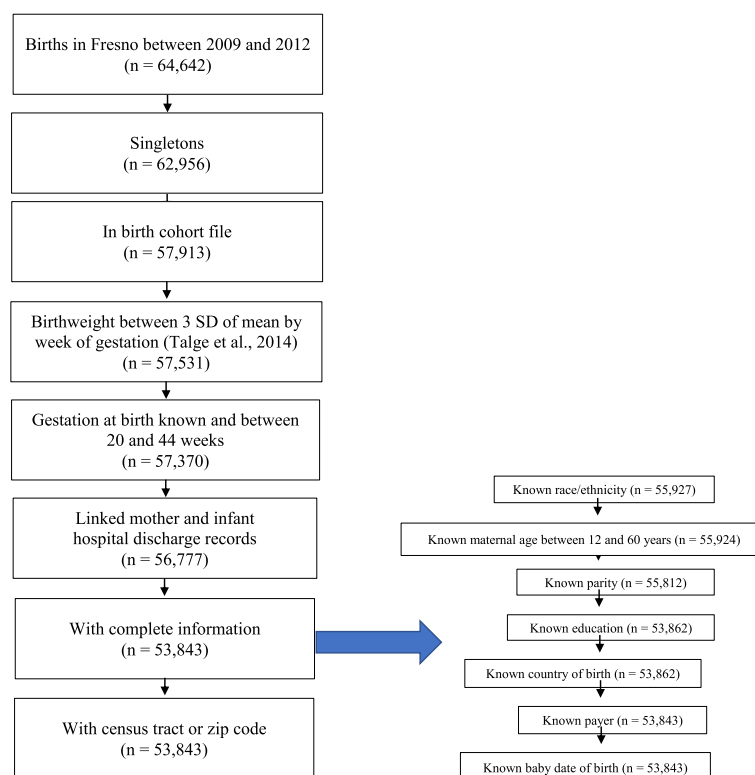 Births in Fresno between 2009 and 2012
(n = 64,642)
Singletons
(n = 62,956)
In birth cohort file
(n = 57,913)
Birthweight between 3 SD of mean by
week of gestation (Talge et al., 2014)
(n = 57,531)
Gestation at birth known and between
20 and 44 weeks
(n = 57,370)
Linked mother and infant
hospital discharge records
(n = 56,777)
With complete information
(n = 53,843)
With census tract or zip code
(n = 53,843)
Known race/ethnicity (n = 55,927)
Known maternal age between 12 and 60 years (n = 55,924)
Known parity (n = 55,812)
Known education (n = 53,862)
Known country of birth (n = 53,862)
Known payer (n = 53,843)
Known baby date of birth (n = 53,843)